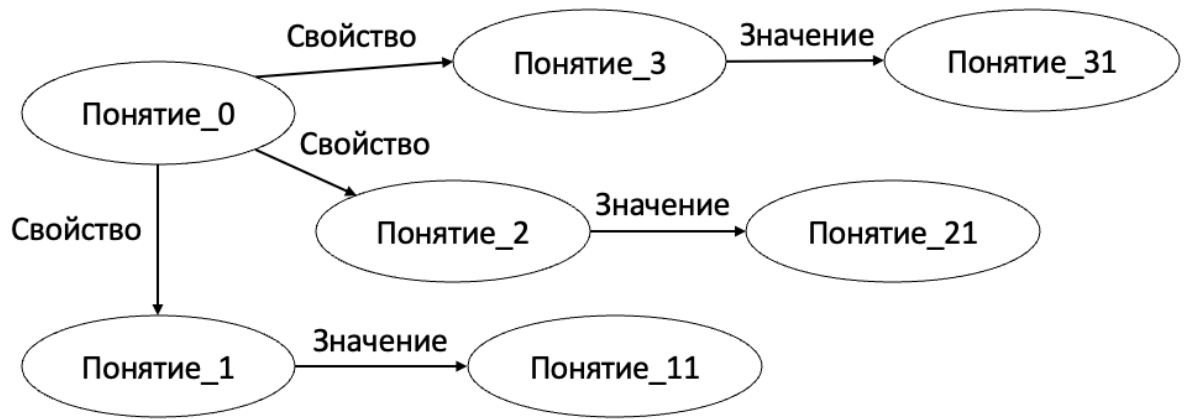 Свойство
Понятие_3
Значение
Понятие_31
Понятие_0
Свойство
Понятие_2
Значение
Понятие_21
Свойство
Понятие_1
Значение
Понятие_11